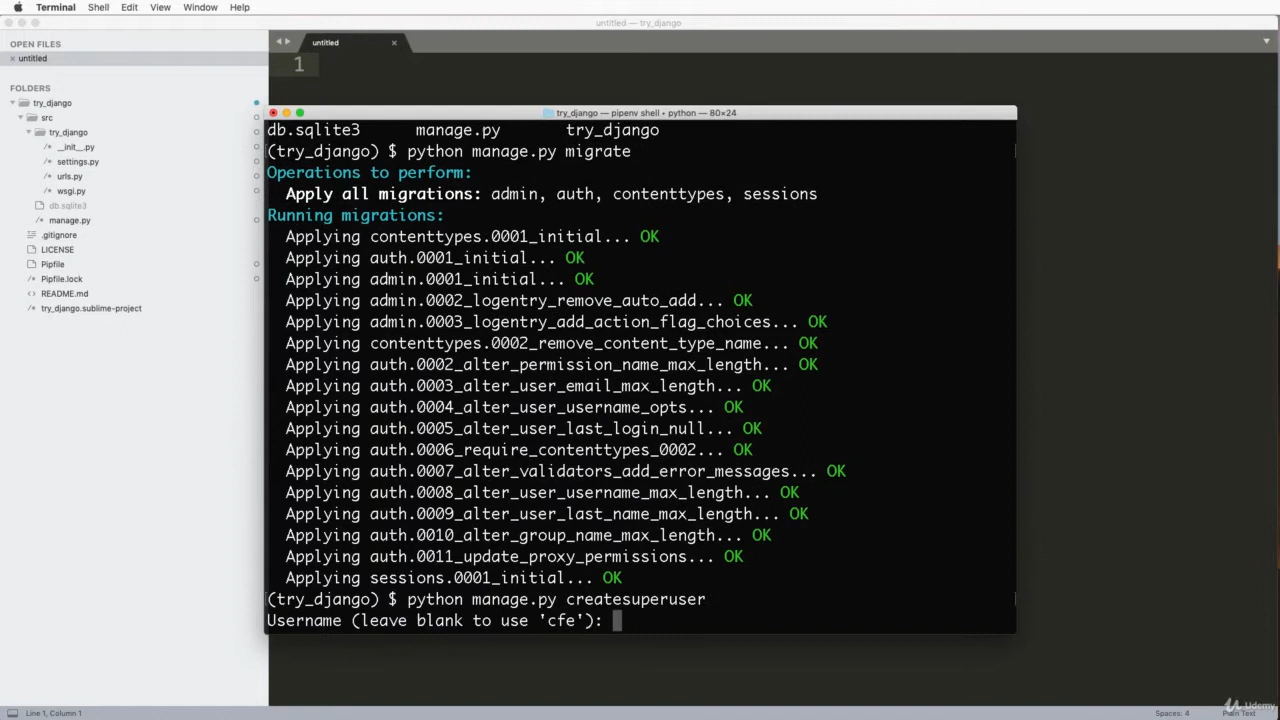 Terminal Shell Edit View Window Help
untitled — try_django
OPEN FILES
untitled
untitled
1
FOLDERS
try_django
src
try_django
__init__.py
settings.py
urls.py
wsgi.py
db.sqlite3
manage.py
.gitignore
LICENSE
Pipfile
Pipfile.lock
README.md
try_django.sublime-project
try_django — pipenv shell • python — 80×24
db.sqlite3 manage.py try_django
(try_django) $ python manage.py migrate
Operations to perform:
Apply all migrations: admin, auth, contenttypes, sessions
Running migrations:
Applying contenttypes.0001_initial... OK
Applying auth.0001_initial... OK
Applying admin.0001_initial... OK
Applying admin.0002_logentry_remove_auto_add... OK
Applying admin.0003_logentry_add_action_flag_choices... OK
Applying contenttypes.0002_remove_content_type_name... OK
Applying auth.0002_alter_permission_name_max_length... OK
Applying auth.0003_alter_user_email_max_length... OK
Applying auth.0004_alter_user_username_opts... OK
Applying auth.0005_alter_user_last_login_null... OK
Applying auth.0006_require_contenttypes_0002... OK
Applying auth.0007_alter_validators_add_error_messages... OK
Applying auth.0008_alter_user_username_max_length... OK
Applying auth.0009_alter_user_last_name_max_length... OK
Applying auth.0010_alter_group_name_max_length... OK
Applying auth.0011_update_proxy_permissions... OK
Applying sessions.0001_initial... OK
(try_django) $ python manage.py createsuperuser
Username (leave blank to use 'cfe'):
Line 1, Column 1
Spaces: 4
Plain Text
Udemy